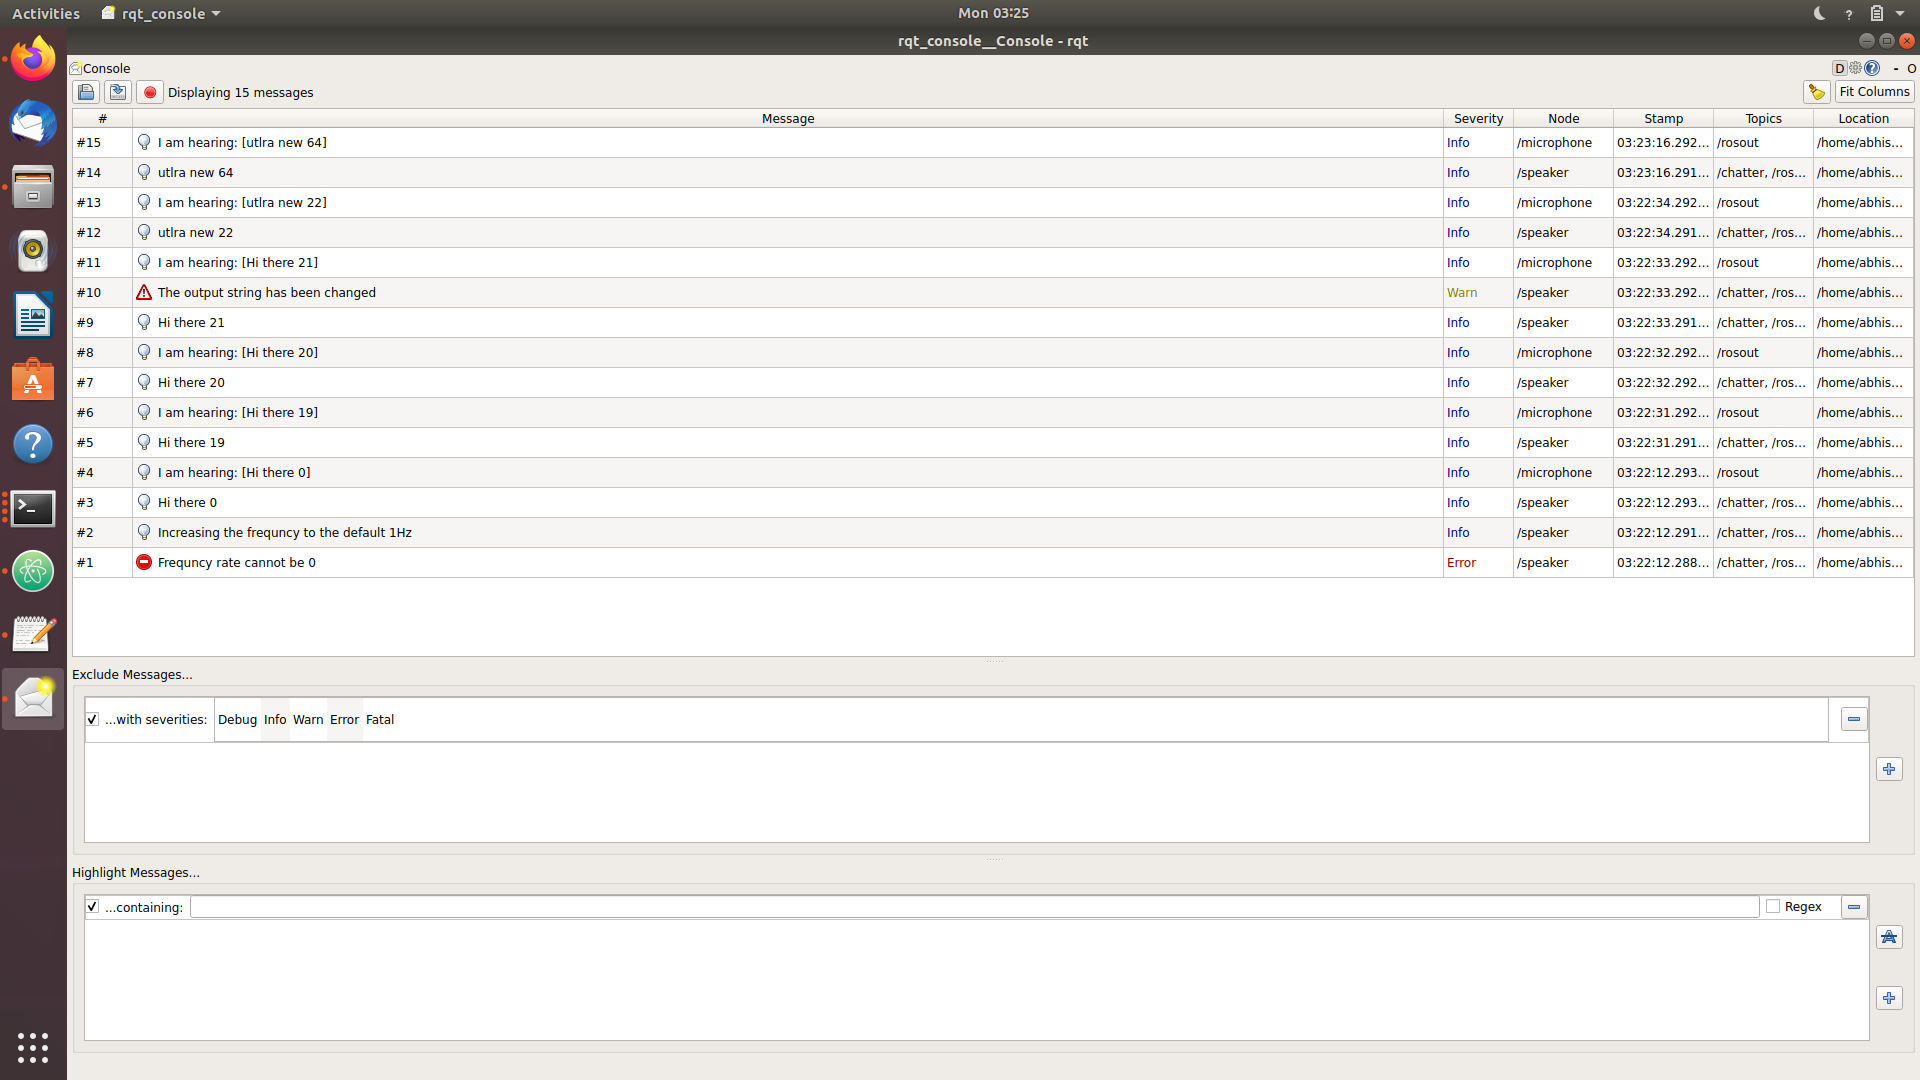 Activities rqt_console Mon 03:25 ?
rqt_console__Console - rqt
Console D ? - O
Displaying 15 messages Fit Columns
# Message Severity Node Stamp Topics Location
#15 I am hearing: [utlra new 64] Info /microphone 03:23:16.292... /rosout /home/abhis...
#14 utlra new 64 Info /speaker 03:23:16.291... /chatter, /ros... /home/abhis...
#13 I am hearing: [utlra new 22] Info /microphone 03:22:34.292... /rosout /home/abhis...
#12 utlra new 22 Info /speaker 03:22:34.291... /chatter, /ros... /home/abhis...
#11 I am hearing: [Hi there 21] Info /microphone 03:22:33.292... /rosout /home/abhis...
#10 The output string has been changed Warn /speaker 03:22:33.292... /chatter, /ros... /home/abhis...
#9 Hi there 21 Info /speaker 03:22:33.291... /chatter, /ros... /home/abhis...
#8 I am hearing: [Hi there 20] Info /microphone 03:22:32.292... /rosout /home/abhis...
#7 Hi there 20 Info /speaker 03:22:32.292... /chatter, /ros... /home/abhis...
#6 I am hearing: [Hi there 19] Info /microphone 03:22:31.292... /rosout /home/abhis...
#5 Hi there 19 Info /speaker 03:22:31.291... /chatter, /ros... /home/abhis...
#4 I am hearing: [Hi there 0] Info /microphone 03:22:12.293... /rosout /home/abhis...
#3 Hi there 0 Info /speaker 03:22:12.293... /chatter, /ros... /home/abhis...
#2 Increasing the frequncy to the default 1Hz Info /speaker 03:22:12.291... /chatter, /ros... /home/abhis...
#1 Frequncy rate cannot be 0 Error /speaker 03:22:12.288... /chatter, /ros... /home/abhis...
Exclude Messages...
...with severities: Debug Info Warn Error Fatal
Highlight Messages...
...containing: Regex